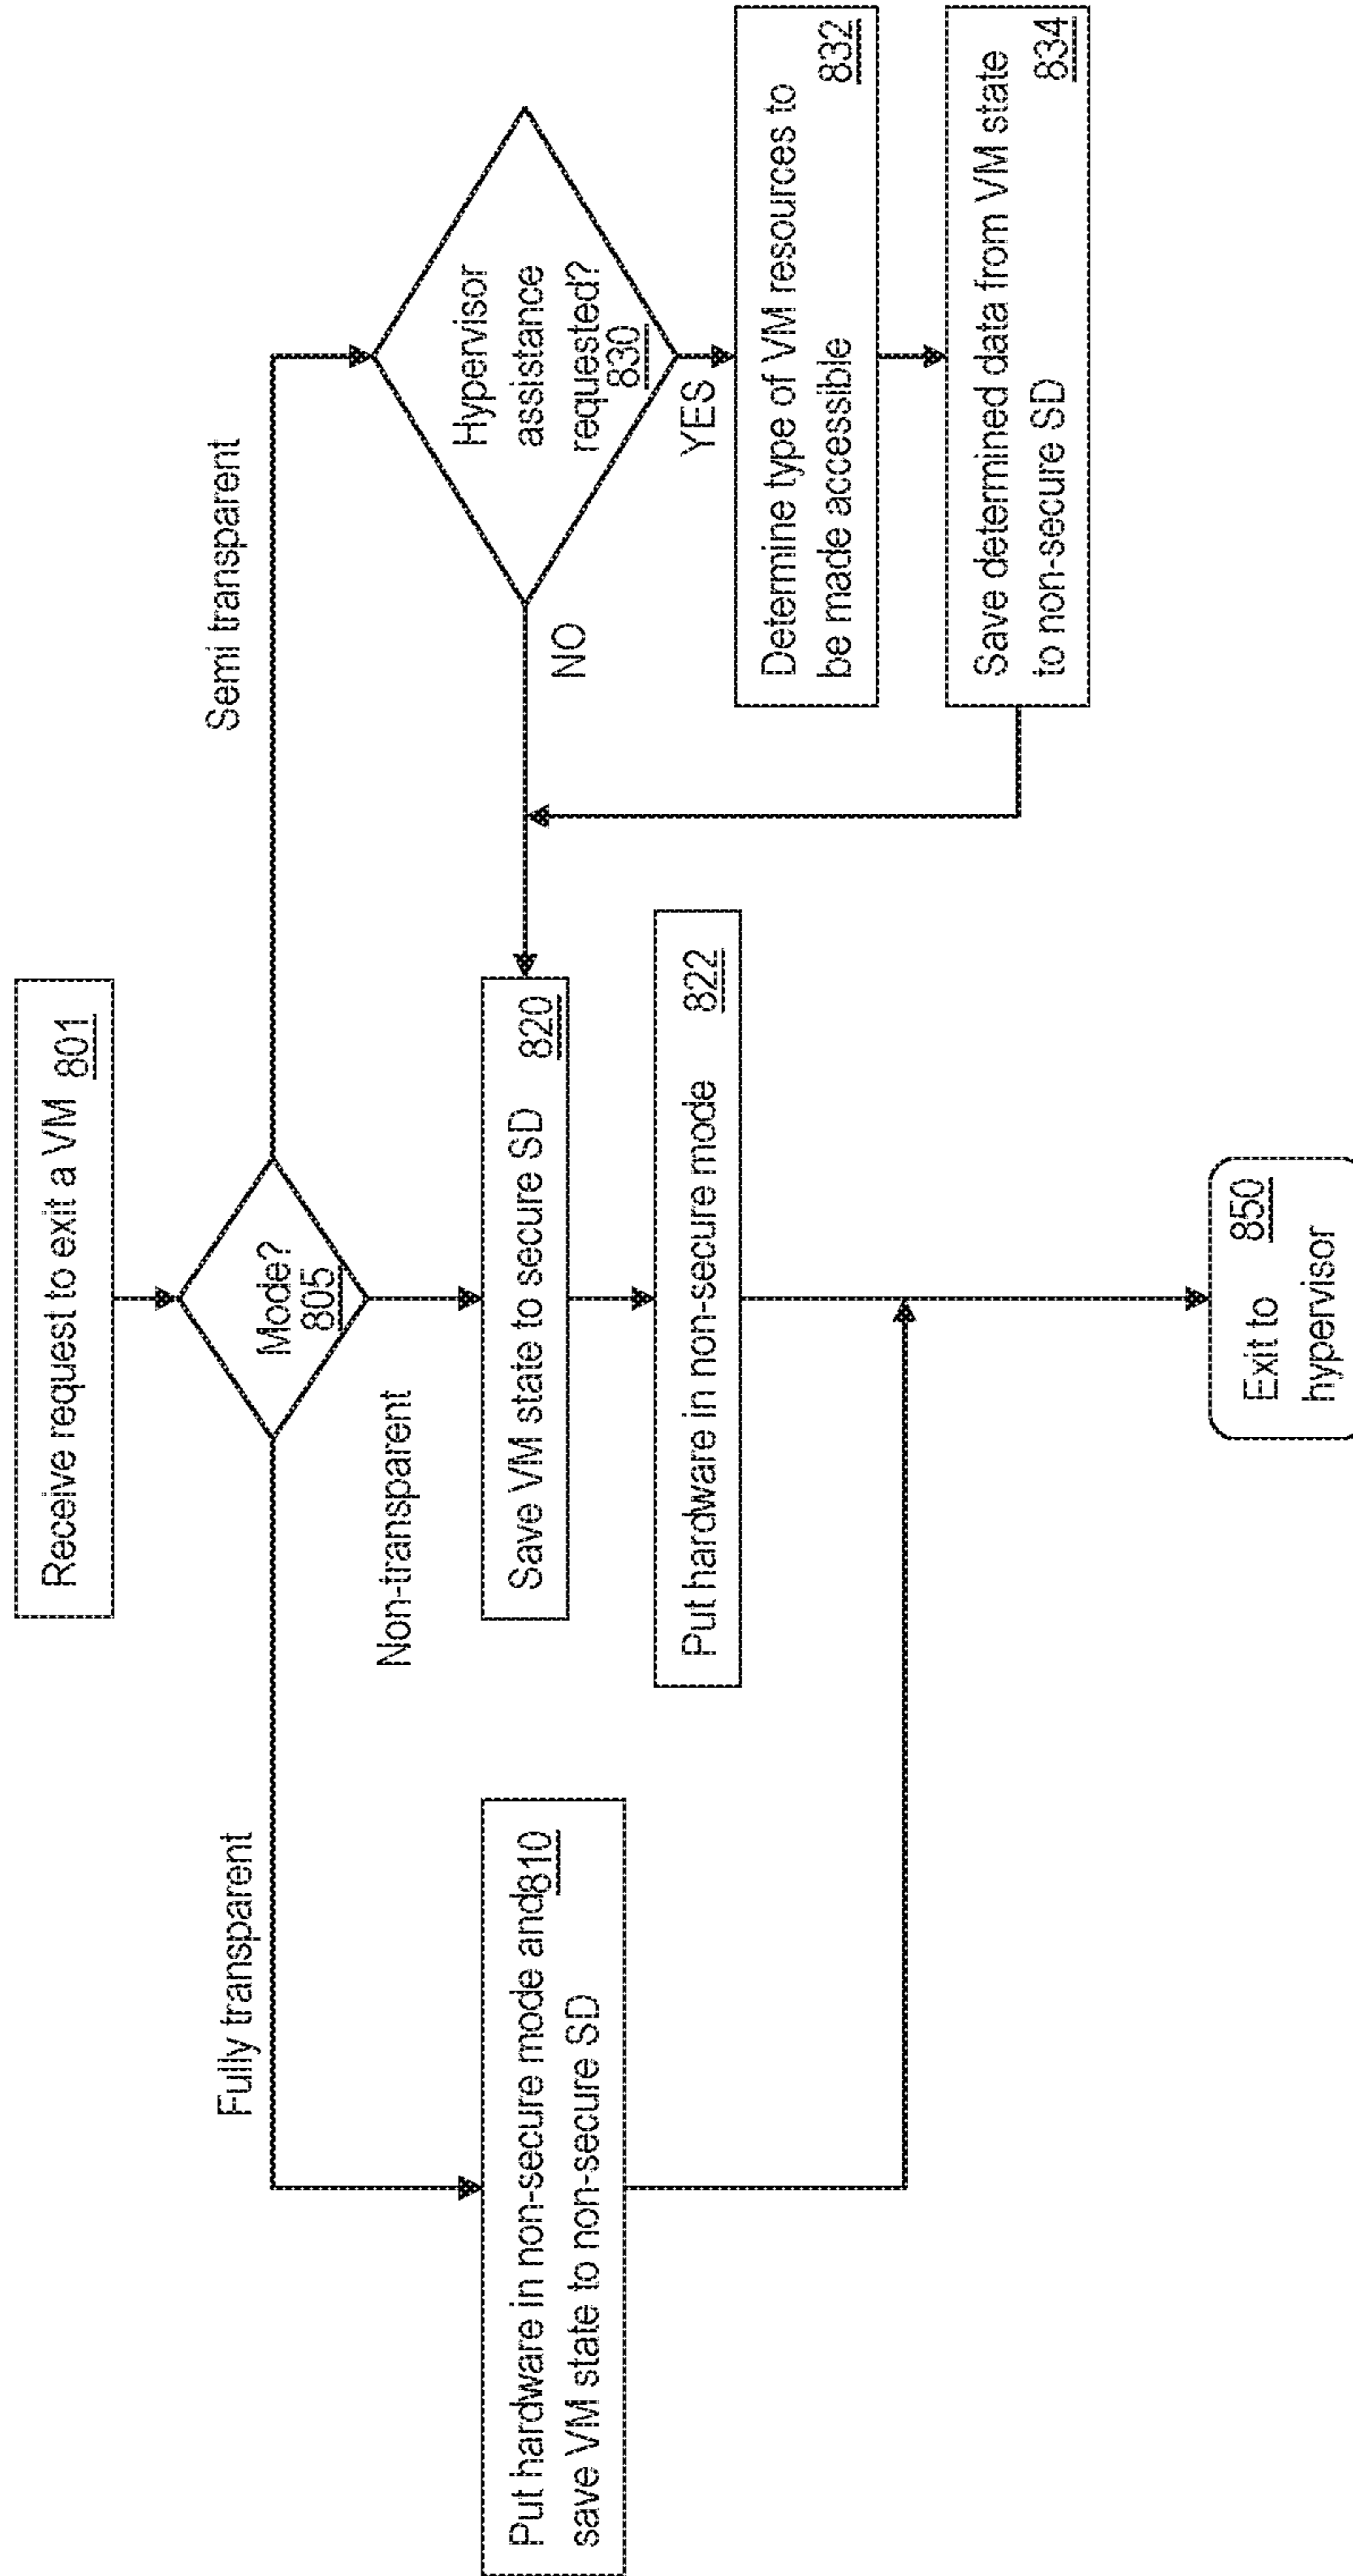 Receive request to exit a VM 801
Mode?
805
Fully transparent
Non-transparent
Semi transparent
Put hardware in non-secure mode and 810
save VM state to non-secure SD
Save VM state to secure SD 820
Put hardware in non-secure mode 822
Hypervisor
assistance
requested?
830
NO
YES
Determine type of VM resources to
be made accessible 832
Save determined data from VM state
to non-secure SD 834
Exit to 850
hypervisor